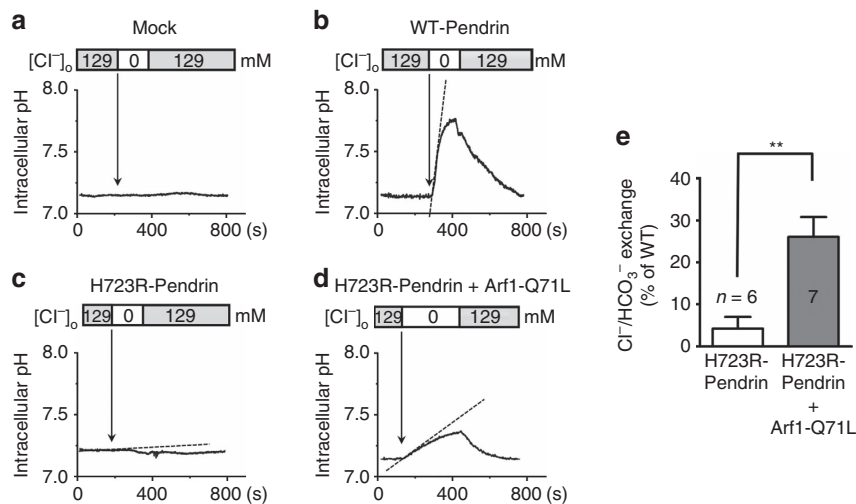 a
Mock
[Cl⁻]ₒ 129 0 129 mM
8.0
7.5
7.0
Intracellular pH
0 400 800 (s)
b
WT-Pendrin
129 0 129 mM
8.0
7.5
7.0
Intracellular pH
0 400 800 (s)
c
H723R-Pendrin
[Cl⁻]ₒ 129 0 129 mM
8.0
7.5
7.0
Intracellular pH
0 400 800 (s)
d
H723R-Pendrin + Arf1-Q71L
[Cl⁻]ₒ 129 0 129 mM
8.0
7.5
7.0
Intracellular pH
0 400 800 (s)
e
**
Cl⁻/HCO₃⁻ exchange
(% of WT)
40
30
20
10
0
n = 6
7
H723R-
Pendrin
H723R-
Pendrin
+
Arf1-Q71L